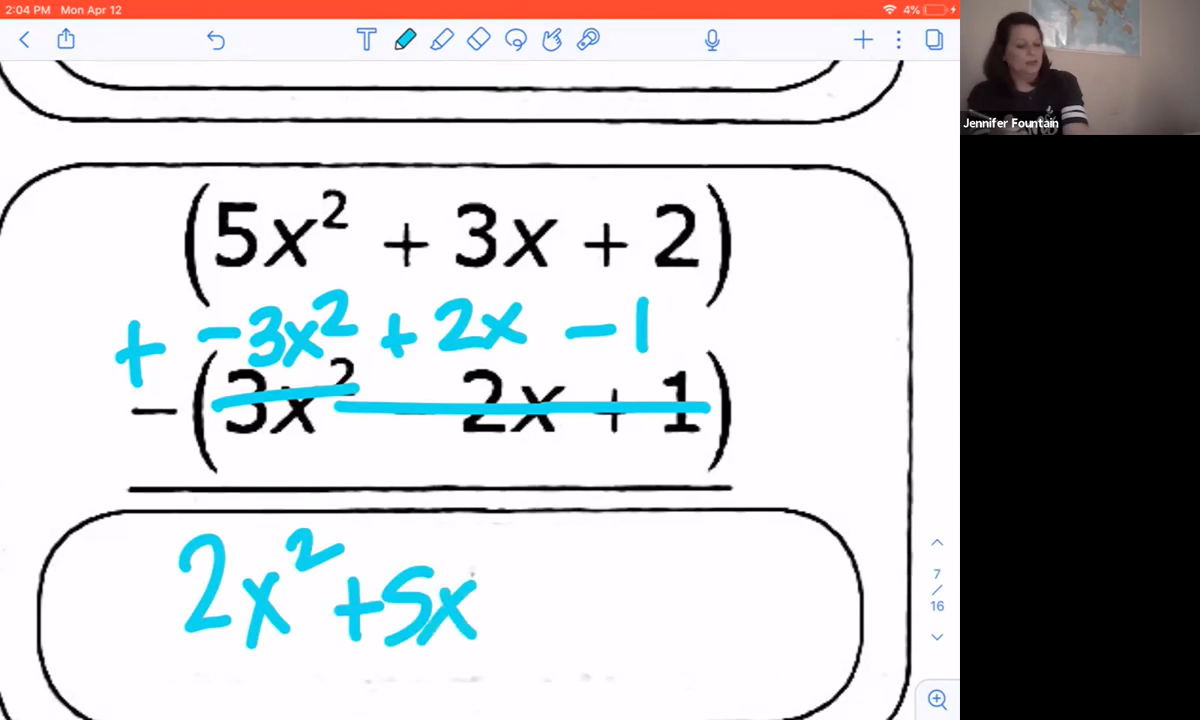 2:04 PM Mon Apr 12 4%
T
Jennifer Fountain
(5x² + 3x + 2)
+ -3x² + 2x - 1
-(3x² - 2x + 1)
2x² + 5x
7
/
16